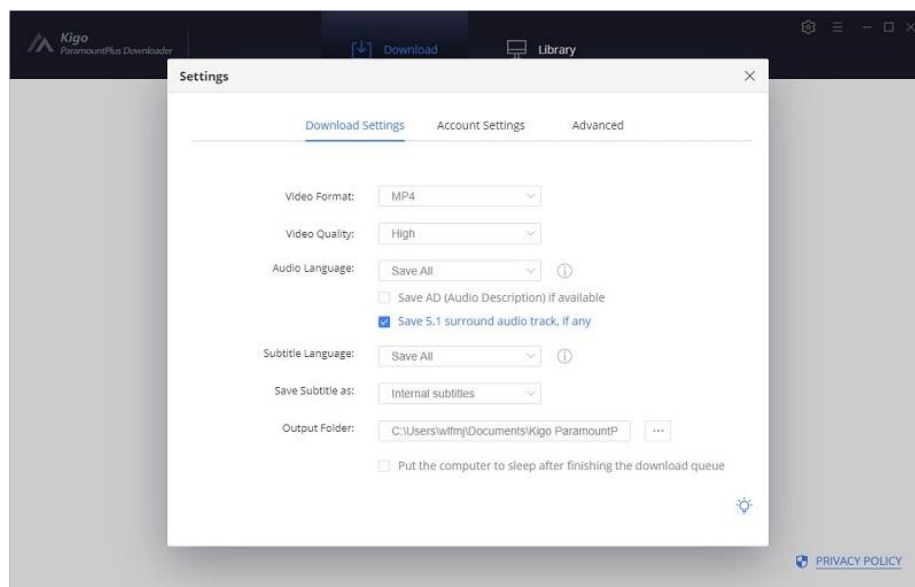 Kigo
ParamountPlus Downloader
Download
Library
Settings
Download Settings
Account Settings
Advanced
Video Format:
MP4
Video Quality:
High
Audio Language:
Save All
Save AD (Audio Description) if available
Save 5.1 surround audio track, if any
Subtitle Language:
Save All
Save Subtitle as:
Internal subtitles
Output Folder:
C:\Users\wlfmj\Documents\Kigo ParamountP
Put the computer to sleep after finishing the download queue
PRIVACY POLICY